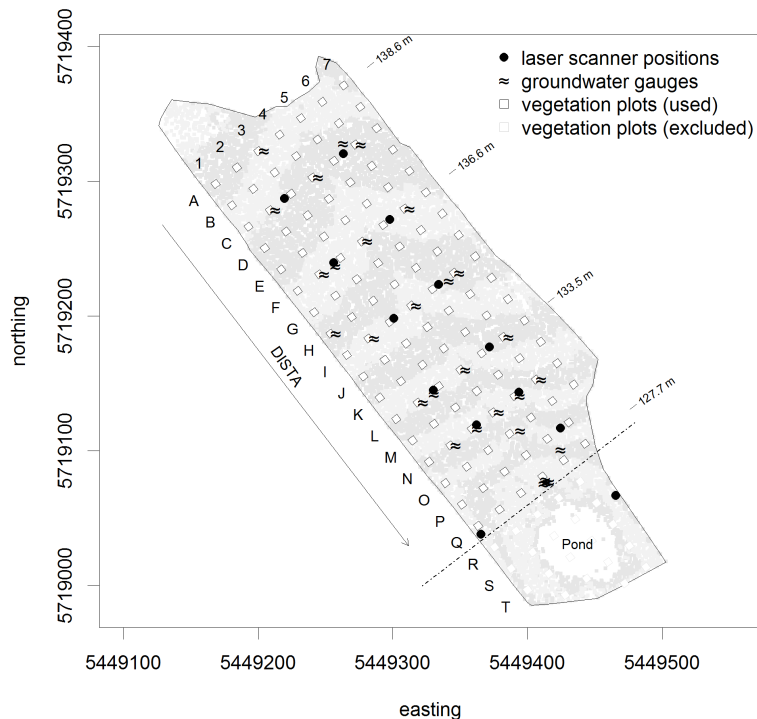 laser scanner positions
≈ groundwater gauges
vegetation plots (used)
vegetation plots (excluded)
138.6 m
136.6 m
133.5 m
127.7 m
1
2
3
4
5
6
7
A
B
C
D
E
F
G
H
I
J
K
L
M
N
O
P
Q
R
S
T
DISTA
Pond
northing
5719400
5719300
5719200
5719100
5719000
5449100 5449200 5449300 5449400 5449500
easting